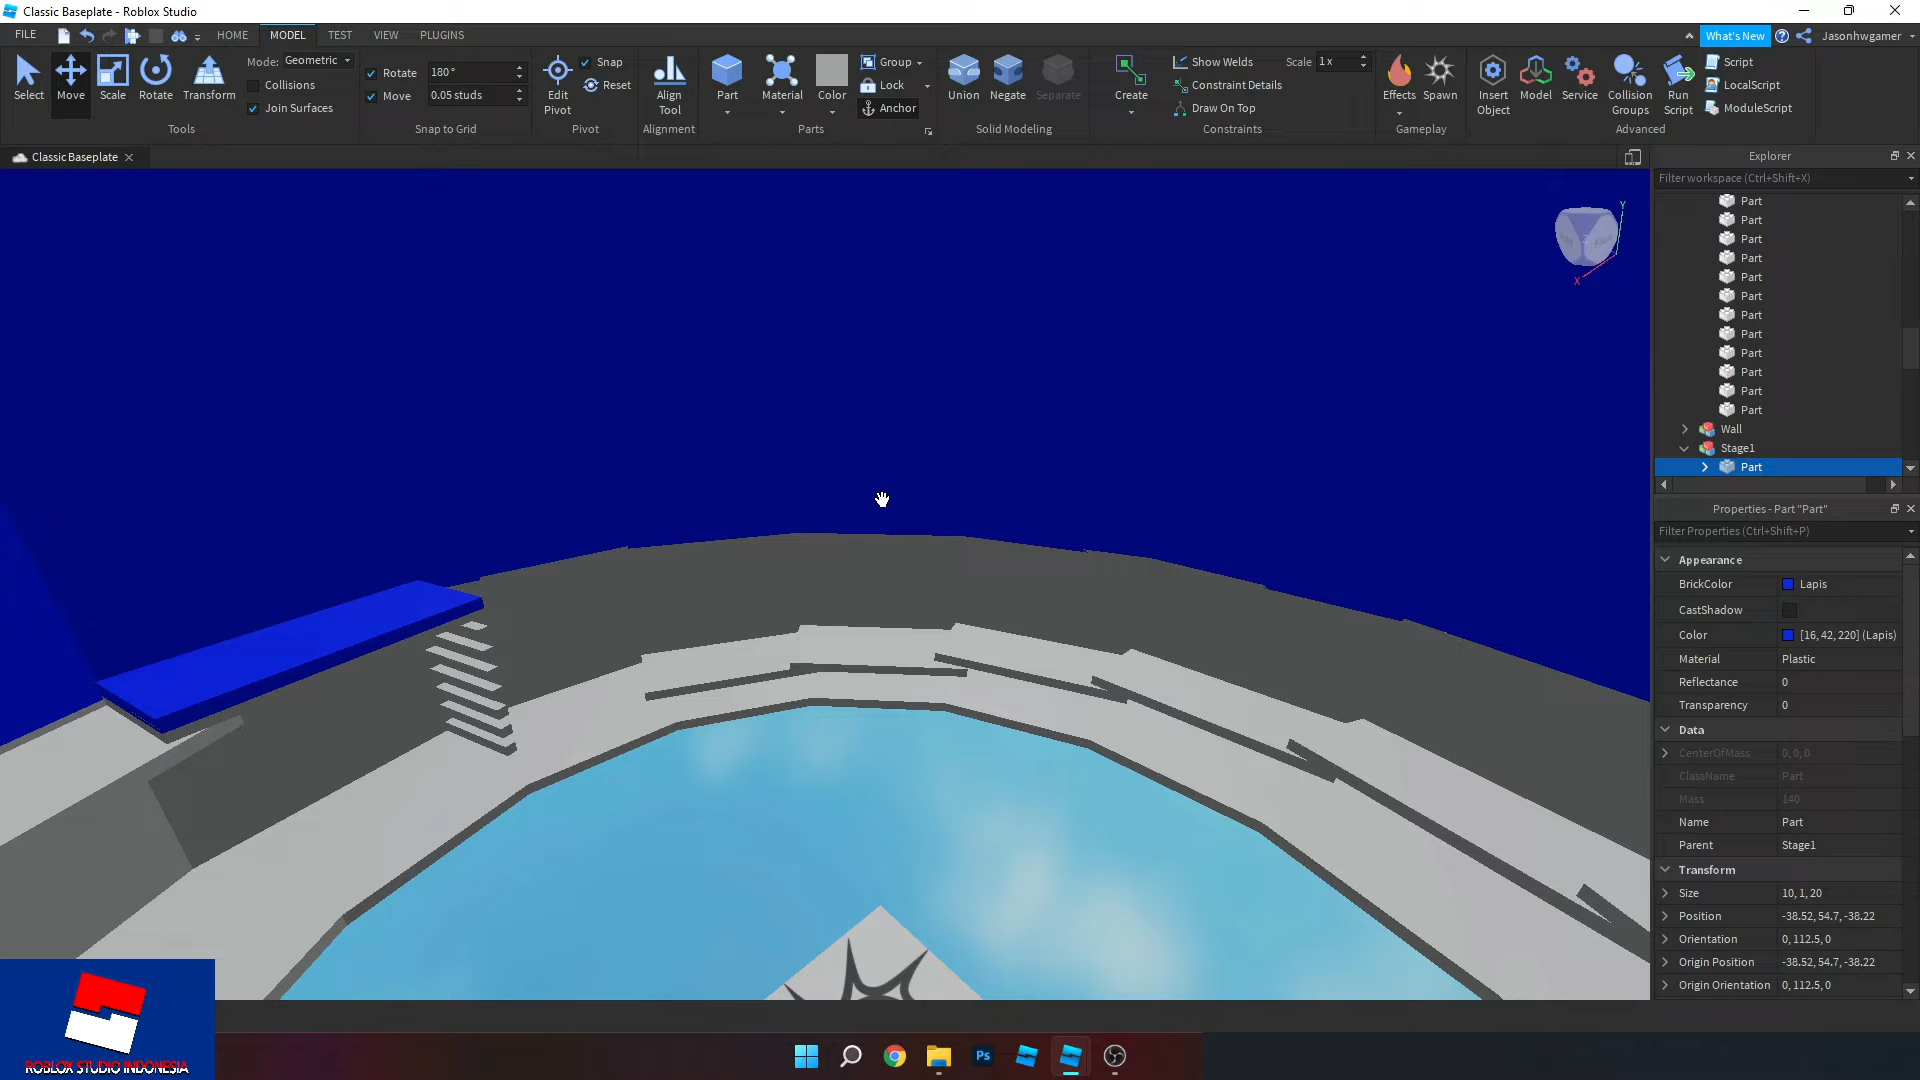 Classic Baseplate - Roblox Studio
FILE HOME MODEL TEST VIEW PLUGINS What's New Jasonhwgamer
Select Move Scale Rotate Transform
Mode: Geometric
Collisions
Join Surfaces
Tools
Rotate 180°
Move 0.05 studs
Snap to Grid
Edit Pivot
Snap
Reset
Pivot
Align Tool
Alignment
Part Material Color
Group
Lock
Anchor
Parts
Union Negate Separate
Solid Modeling
Create
Show Welds Scale 1 x
Constraint Details
Draw On Top
Constraints
Effects Spawn
Gameplay
Insert Object
Model
Service
Collision Groups
Run Script
Script
LocalScript
ModuleScript
Advanced
Classic Baseplate
Y
X
Explorer
Filter workspace (Ctrl+Shift+X)
Part
Part
Part
Part
Part
Part
Part
Part
Part
Part
Part
Part
Wall
Stage1
Part
Properties - Part "Part"
Filter Properties (Ctrl+Shift+P)
Appearance
BrickColor Lapis
CastShadow
Color [16, 42, 220] (Lapis)
Material Plastic
Reflectance 0
Transparency 0
Data
CenterOfMass 0, 0, 0
ClassName Part
Mass 140
Name Part
Parent Stage1
Transform
Size 10, 1, 20
Position -38.52, 54.7, -38.22
Orientation 0, 112.5, 0
Origin Position -38.52, 54.7, -38.22
Origin Orientation 0, 112.5, 0
ROBLOX STUDIO INDONESIA
Ps